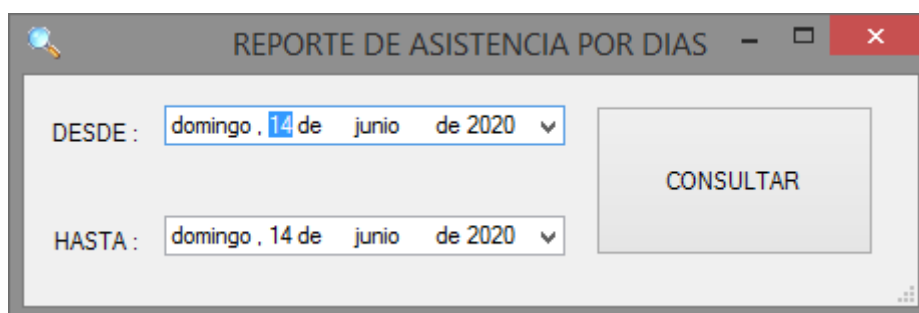 REPORTE DE ASISTENCIA POR DIAS
DESDE : domingo , 14 de junio de 2020
CONSULTAR
HASTA : domingo , 14 de junio de 2020